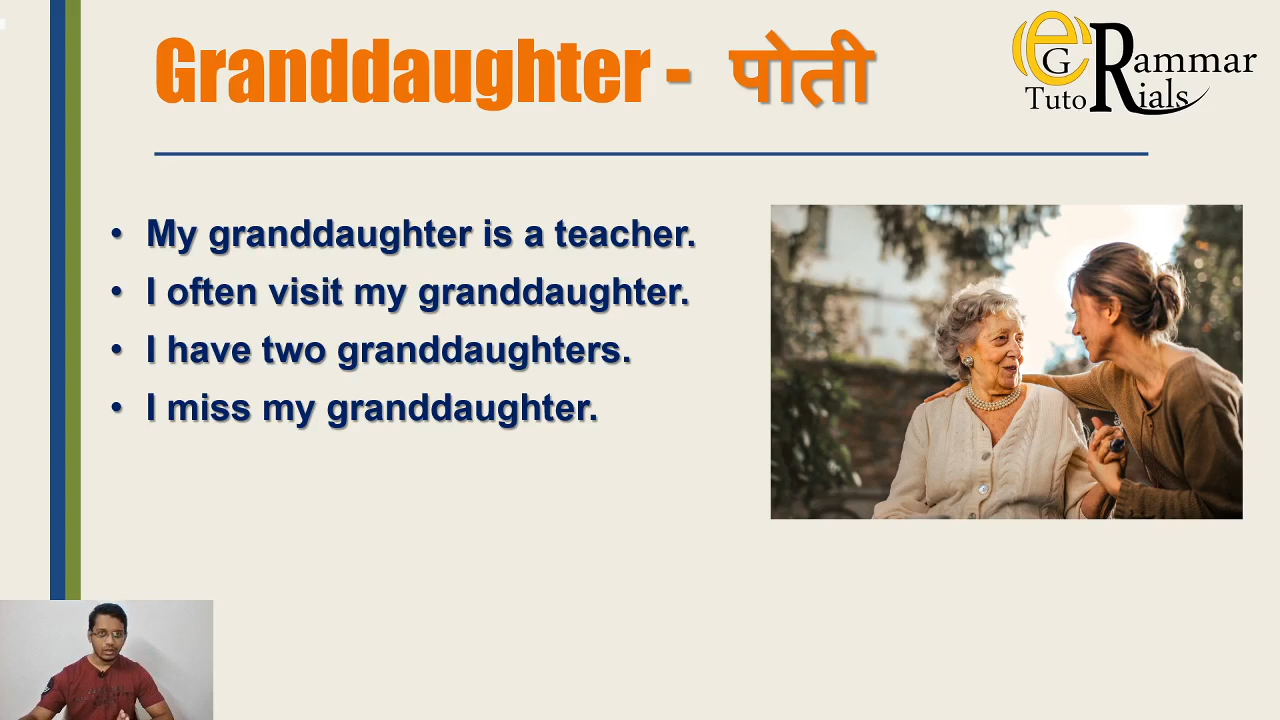 Granddaughter - पोती
eGRammar
TutoRials
• My granddaughter is a teacher.
• I often visit my granddaughter.
• I have two granddaughters.
• I miss my granddaughter.